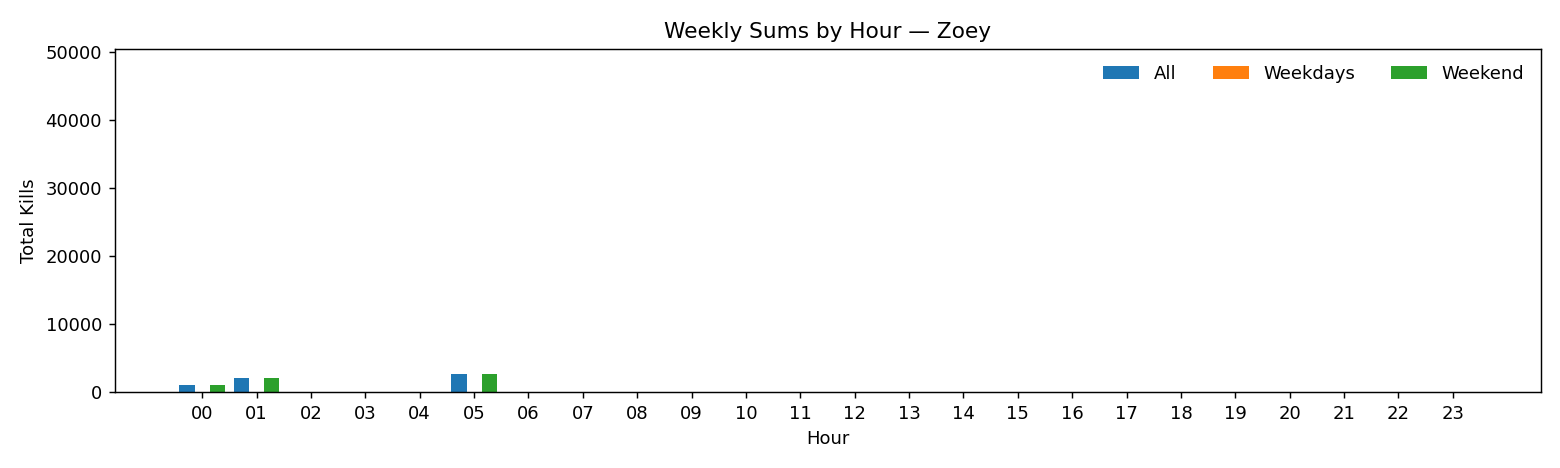 Weekly Sums by Hour — Zoey
All Weekdays Weekend
Total Kills
50000
40000
30000
20000
10000
0
00 01 02 03 04 05 06 07 08 09 10 11 12 13 14 15 16 17 18 19 20 21 22 23
Hour